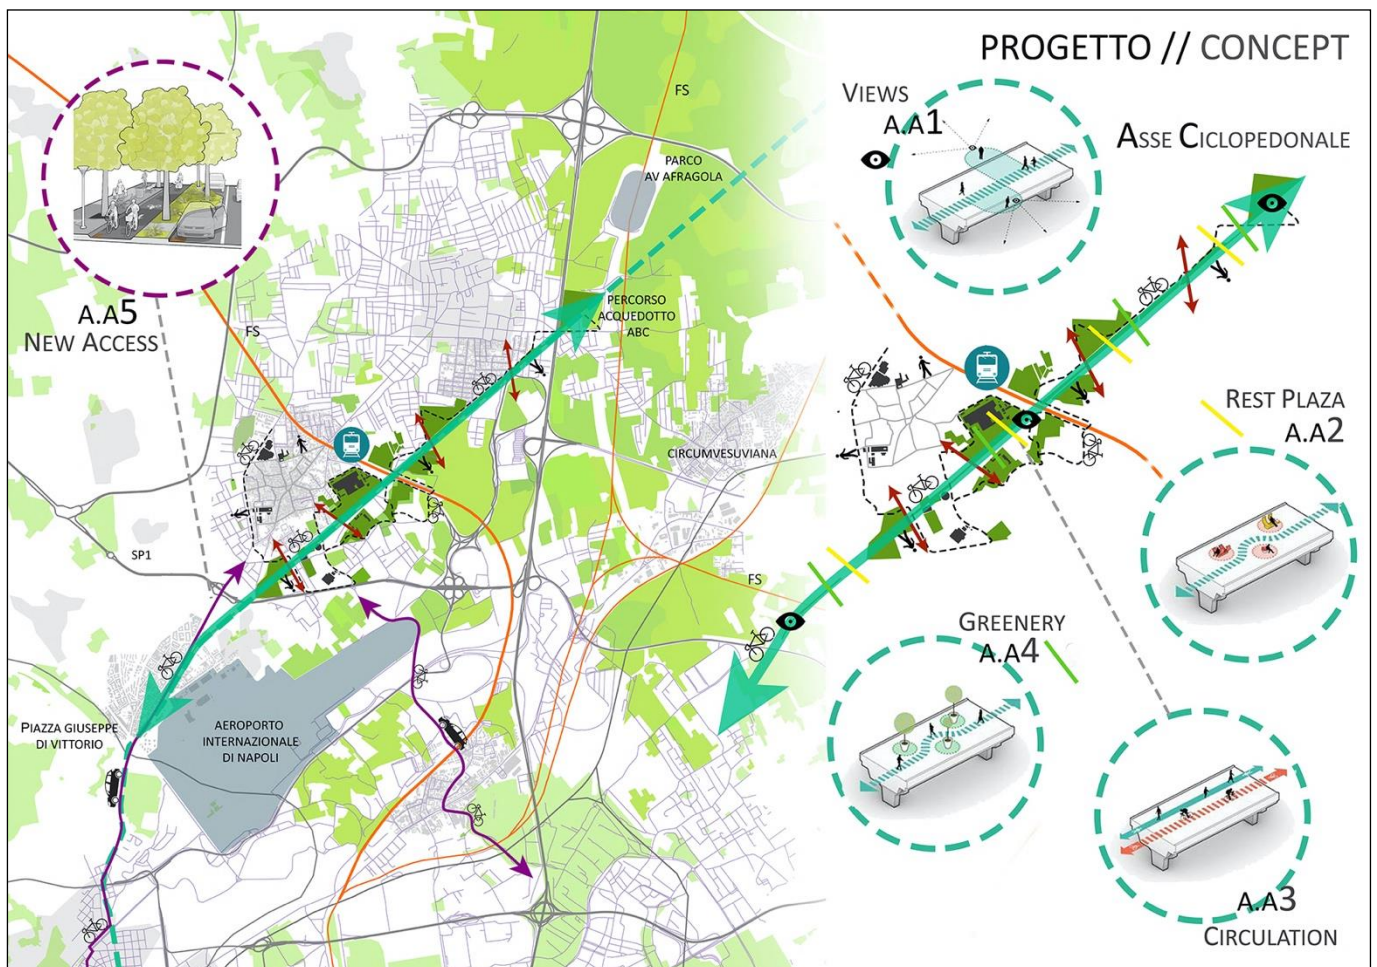 PROGETTO // CONCEPT
VIEWS
A.A1
ASSE CICLOPEDONALE
FS
PARCO
AV AFRAGOLA
A.A5
NEW ACCESS
FS
PERCORSO
ACQUEDOTTO
ABC
REST PLAZA
A.A2
CIRCUMVESUVIANA
SP1
FS
GREENERY
A.A4
PIAZZA GIUSEPPE
DI VITTORIO
AEROPORTO
INTERNAZIONALE
DI NAPOLI
A.A3
CIRCULATION